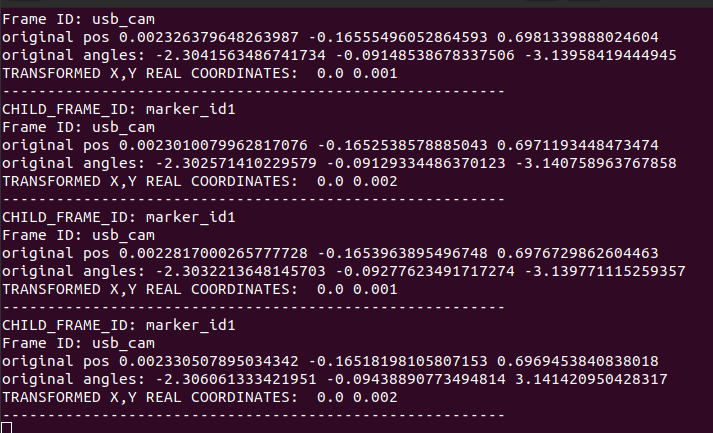 Frame ID: usb_cam
original pos 0.002326379648263987 -0.16555496052864593 0.6981339888024604
original angles: -2.3041563486741734 -0.09148538678337506 -3.13958419444945
TRANSFORMED X,Y REAL COORDINATES:  0.0 0.001
--------------------------------------------------------
CHILD_FRAME_ID: marker_id1
Frame ID: usb_cam
original pos 0.0023010079962817076 -0.1652538578885043 0.6971193448473474
original angles: -2.302571410229579 -0.09129334486370123 -3.140758963767858
TRANSFORMED X,Y REAL COORDINATES:  0.0 0.002
--------------------------------------------------------
CHILD_FRAME_ID: marker_id1
Frame ID: usb_cam
original pos 0.0022817000265777728 -0.1653963895496748 0.6976729862604463
original angles: -2.3032213648145703 -0.09277623491717274 -3.139771115259357
TRANSFORMED X,Y REAL COORDINATES:  0.0 0.001
--------------------------------------------------------
CHILD_FRAME_ID: marker_id1
Frame ID: usb_cam
original pos 0.002330507895034342 -0.16518198105807153 0.6969453840838018
original angles: -2.306061333421951 -0.09438890773494814 3.141420950428317
TRANSFORMED X,Y REAL COORDINATES:  0.0 0.002
--------------------------------------------------------